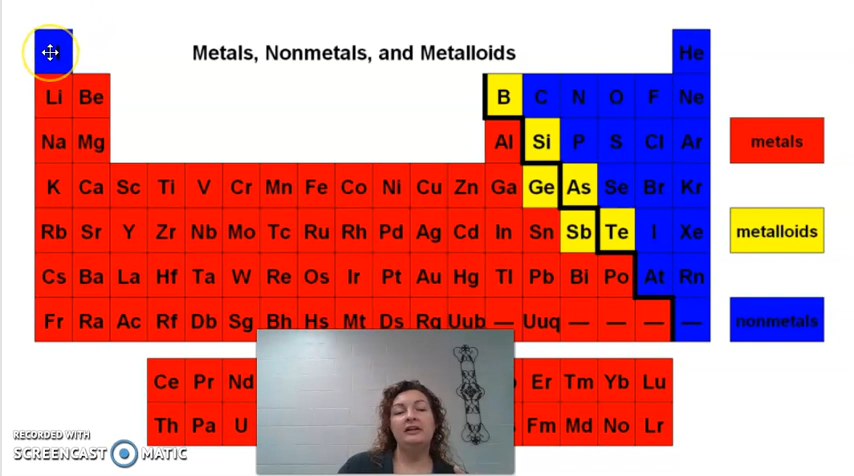 Metals, Nonmetals, and Metalloids
He
Li Be B C N O F Ne
Na Mg Al Si P S Cl Ar metals
K Ca Sc Ti V Cr Mn Fe Co Ni Cu Zn Ga Ge As Se Br Kr
Rb Sr Y Zr Nb Mo Tc Ru Rh Pd Ag Cd In Sn Sb Te I Xe metalloids
Cs Ba La Hf Ta W Re Os Ir Pt Au Hg Tl Pb Bi Po At Rn
Fr Ra Ac Rf Db Sg Bh Hs Mt Ds Rg Uub — Uuq — — — — nonmetals
Ce Pr Nd Er Tm Yb Lu
Th Pa U Fm Md No Lr
RECORDED WITH
SCREENCAST MATIC